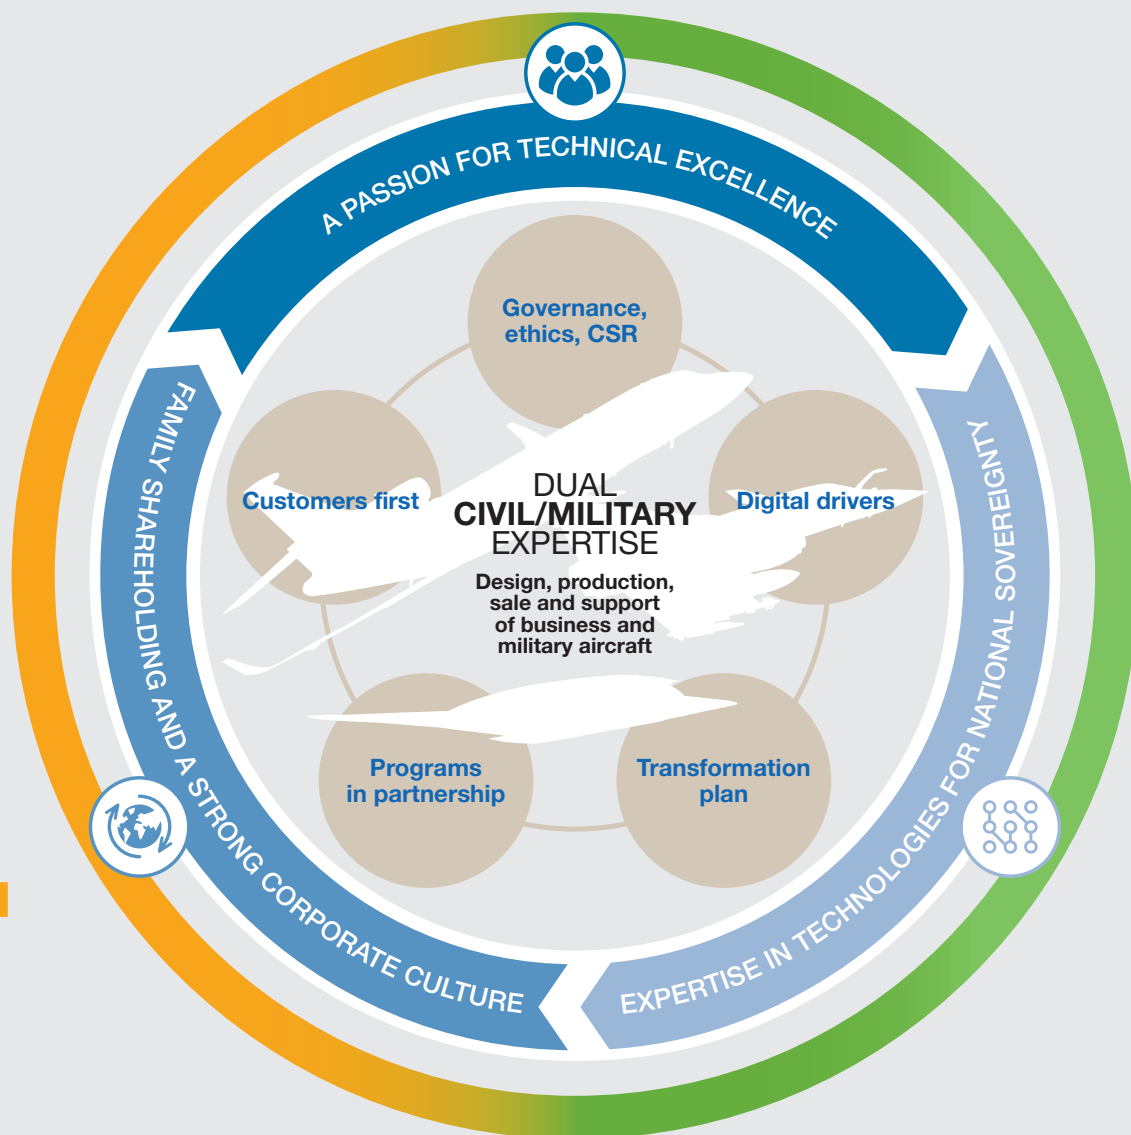 A PASSION FOR TECHNICAL EXCELLENCE
Governance,
ethics, CSR
Customers first
DUAL
CIVIL/MILITARY
EXPERTISE
Design, production,
sale and support
of business and
military aircraft
Digital drivers
Programs
in partnership
Transformation
plan
FAMILY SHAREHOLDING AND A STRONG CORPORATE CULTURE
EXPERTISE IN TECHNOLOGIES FOR NATIONAL SOVEREIGNTY